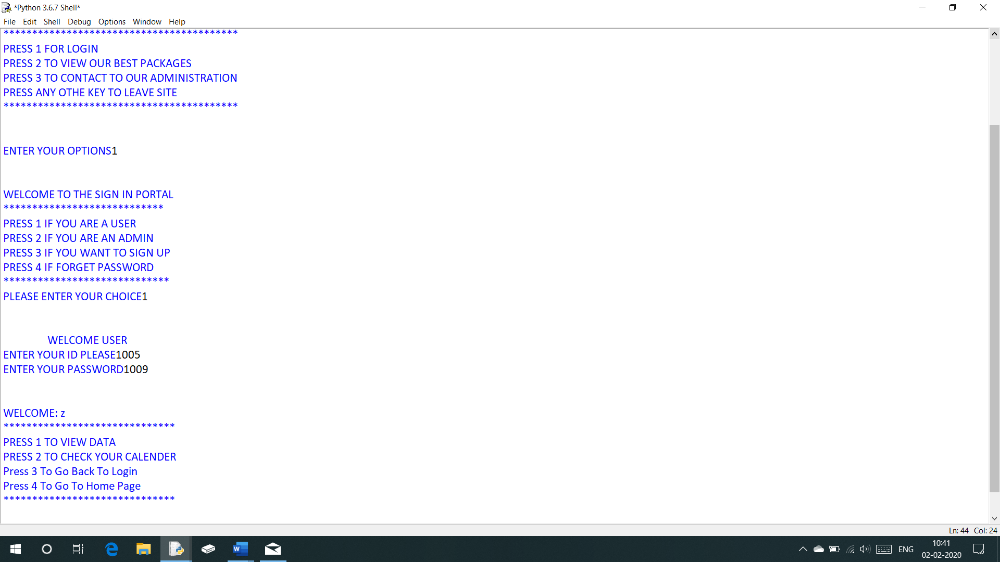 *Python 3.6.7 Shell*
File Edit Shell Debug Options Window Help
*****************************************
PRESS 1 FOR LOGIN
PRESS 2 TO VIEW OUR BEST PACKAGES
PRESS 3 TO CONTACT TO OUR ADMINISTRATION
PRESS ANY OTHE KEY TO LEAVE SITE
*****************************************
ENTER YOUR OPTIONS1
WELCOME TO THE SIGN IN PORTAL
****************************
PRESS 1 IF YOU ARE A USER
PRESS 2 IF YOU ARE AN ADMIN
PRESS 3 IF YOU WANT TO SIGN UP
PRESS 4 IF FORGET PASSWORD
*****************************
PLEASE ENTER YOUR CHOICE1
WELCOME USER
ENTER YOUR ID PLEASE1005
ENTER YOUR PASSWORD1009
WELCOME: z
******************************
PRESS 1 TO VIEW DATA
PRESS 2 TO CHECK YOUR CALENDER
Press 3 To Go Back To Login
Press 4 To Go To Home Page
******************************
Ln: 44 Col: 24
ENG
10:41
02-02-2020